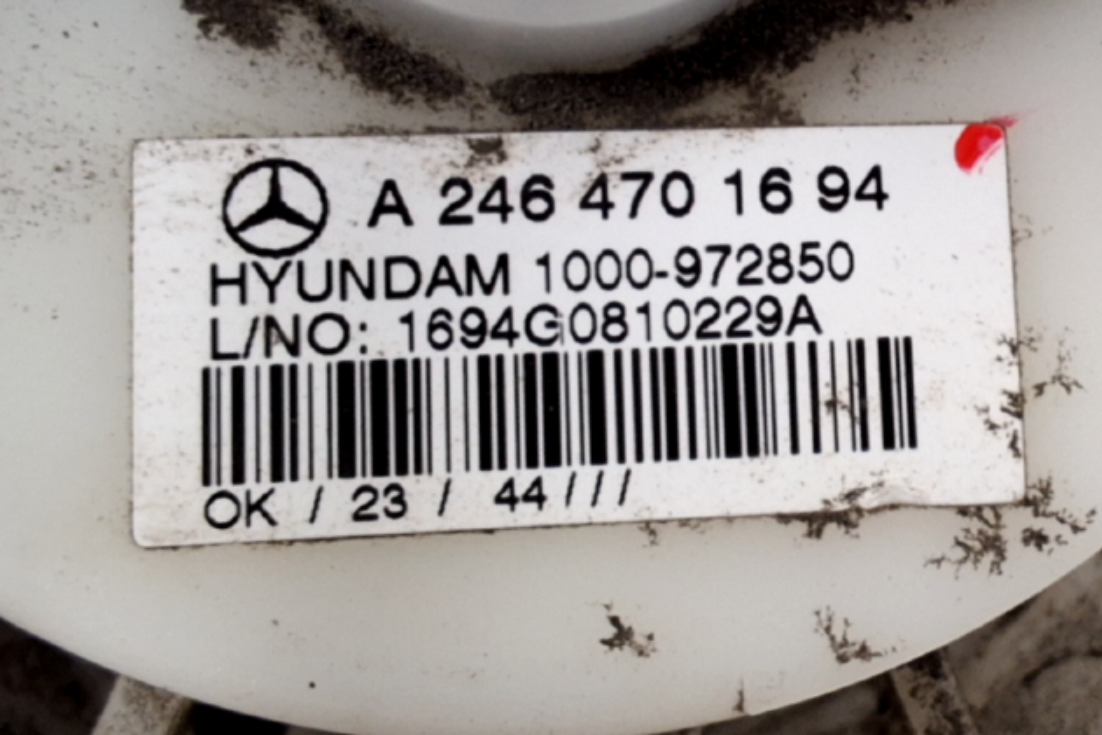 A 246 470 16 94
HYUNDAM 1000-972850
L/NO: 1694G0810229A
OK / 23 / 44 / / /